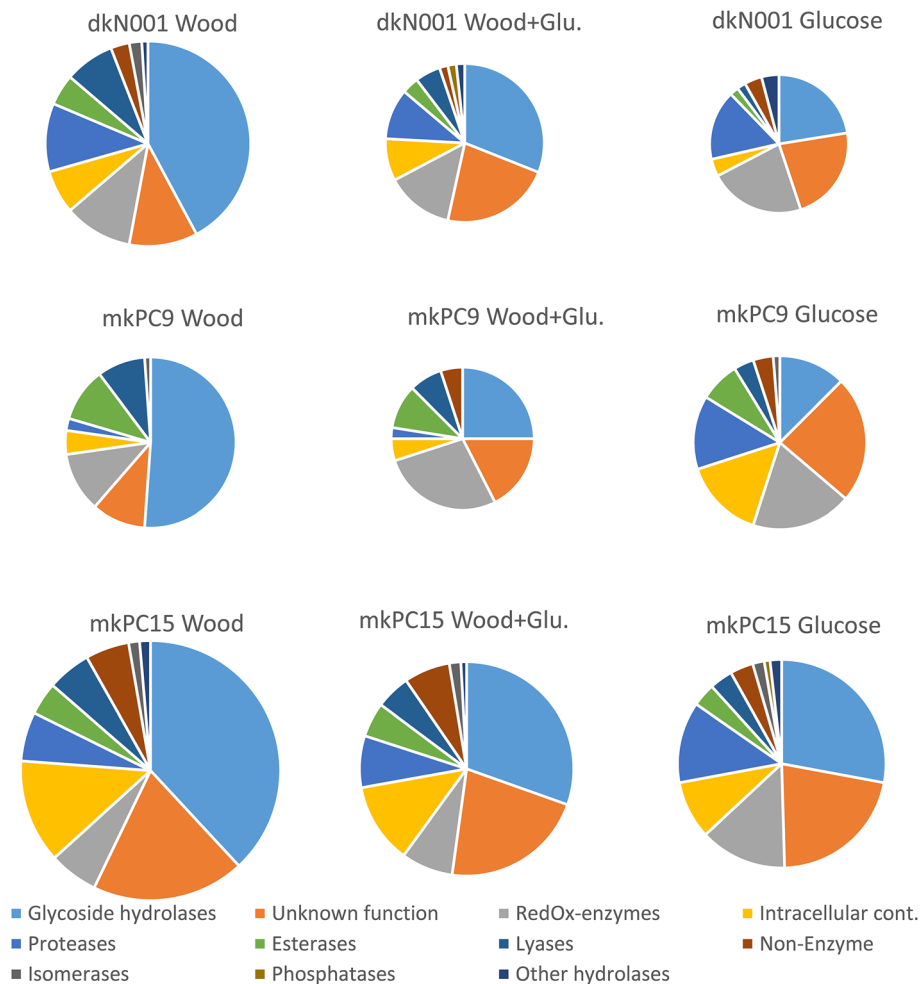 dkN001 Wood
dkN001 Wood+Glu.
dkN001 Glucose
mkPC9 Wood
mkPC9 Wood+Glu.
mkPC9 Glucose
mkPC15 Wood
mkPC15 Wood+Glu.
mkPC15 Glucose
Glycoside hydrolases
Unknown function
RedOx-enzymes
Intracellular cont.
Proteases
Esterases
Lyases
Non-Enzyme
Isomerases
Phosphatases
Other hydrolases